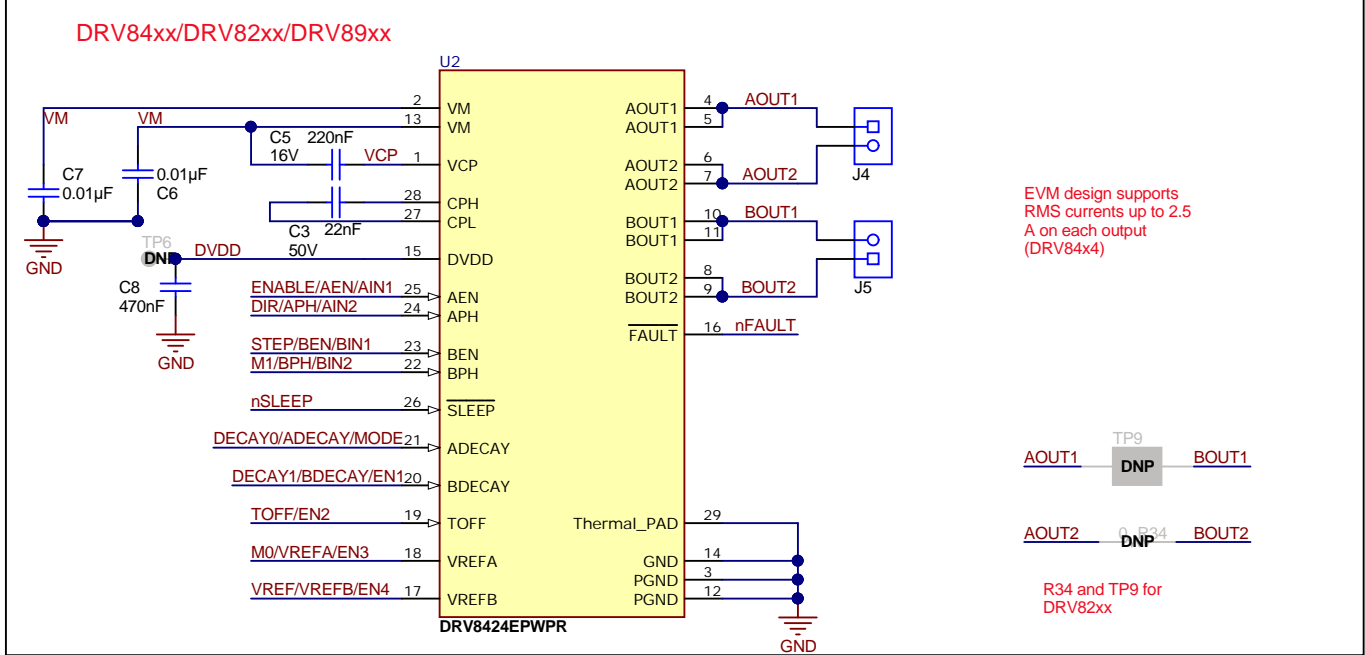 DRV84xx/DRV82xx/DRV89xx
U2
VM
VM
2
VM
13
VM
C5
220nF
16V
VCP
1
VCP
C7
0.01µF
0.01µF
C6
28
CPH
27
CPL
C3
22nF
50V
GND
TP6
DNP
DVDD
15
DVDD
C8
470nF
GND
ENABLE/AEN/AIN1
25
AEN
DIR/APH/AIN2
24
APH
STEP/BEN/BIN1
23
BEN
M1/BPH/BIN2
22
BPH
nSLEEP
26
SLEEP
DECAY0/ADECAY/MODE
21
ADECAY
DECAY1/BDECAY/EN1
20
BDECAY
TOFF/EN2
19
TOFF
M0/VREFA/EN3
18
VREFA
VREF/VREFB/EN4
17
VREFB
AOUT1
4
AOUT1
AOUT1
5
AOUT2
6
AOUT2
7
AOUT2
J4
BOUT1
10
BOUT1
BOUT1
11
BOUT2
8
BOUT2
9
BOUT2
J5
FAULT
16
nFAULT
Thermal_PAD
29
GND
14
PGND
3
PGND
12
GND
DRV8424EPWPR
EVM design supports
RMS currents up to 2.5
A on each output
(DRV84x4)
TP9
AOUT1
DNP
BOUT1
AOUT2
0
R34
DNP
BOUT2
R34 and TP9 for
DRV82xx